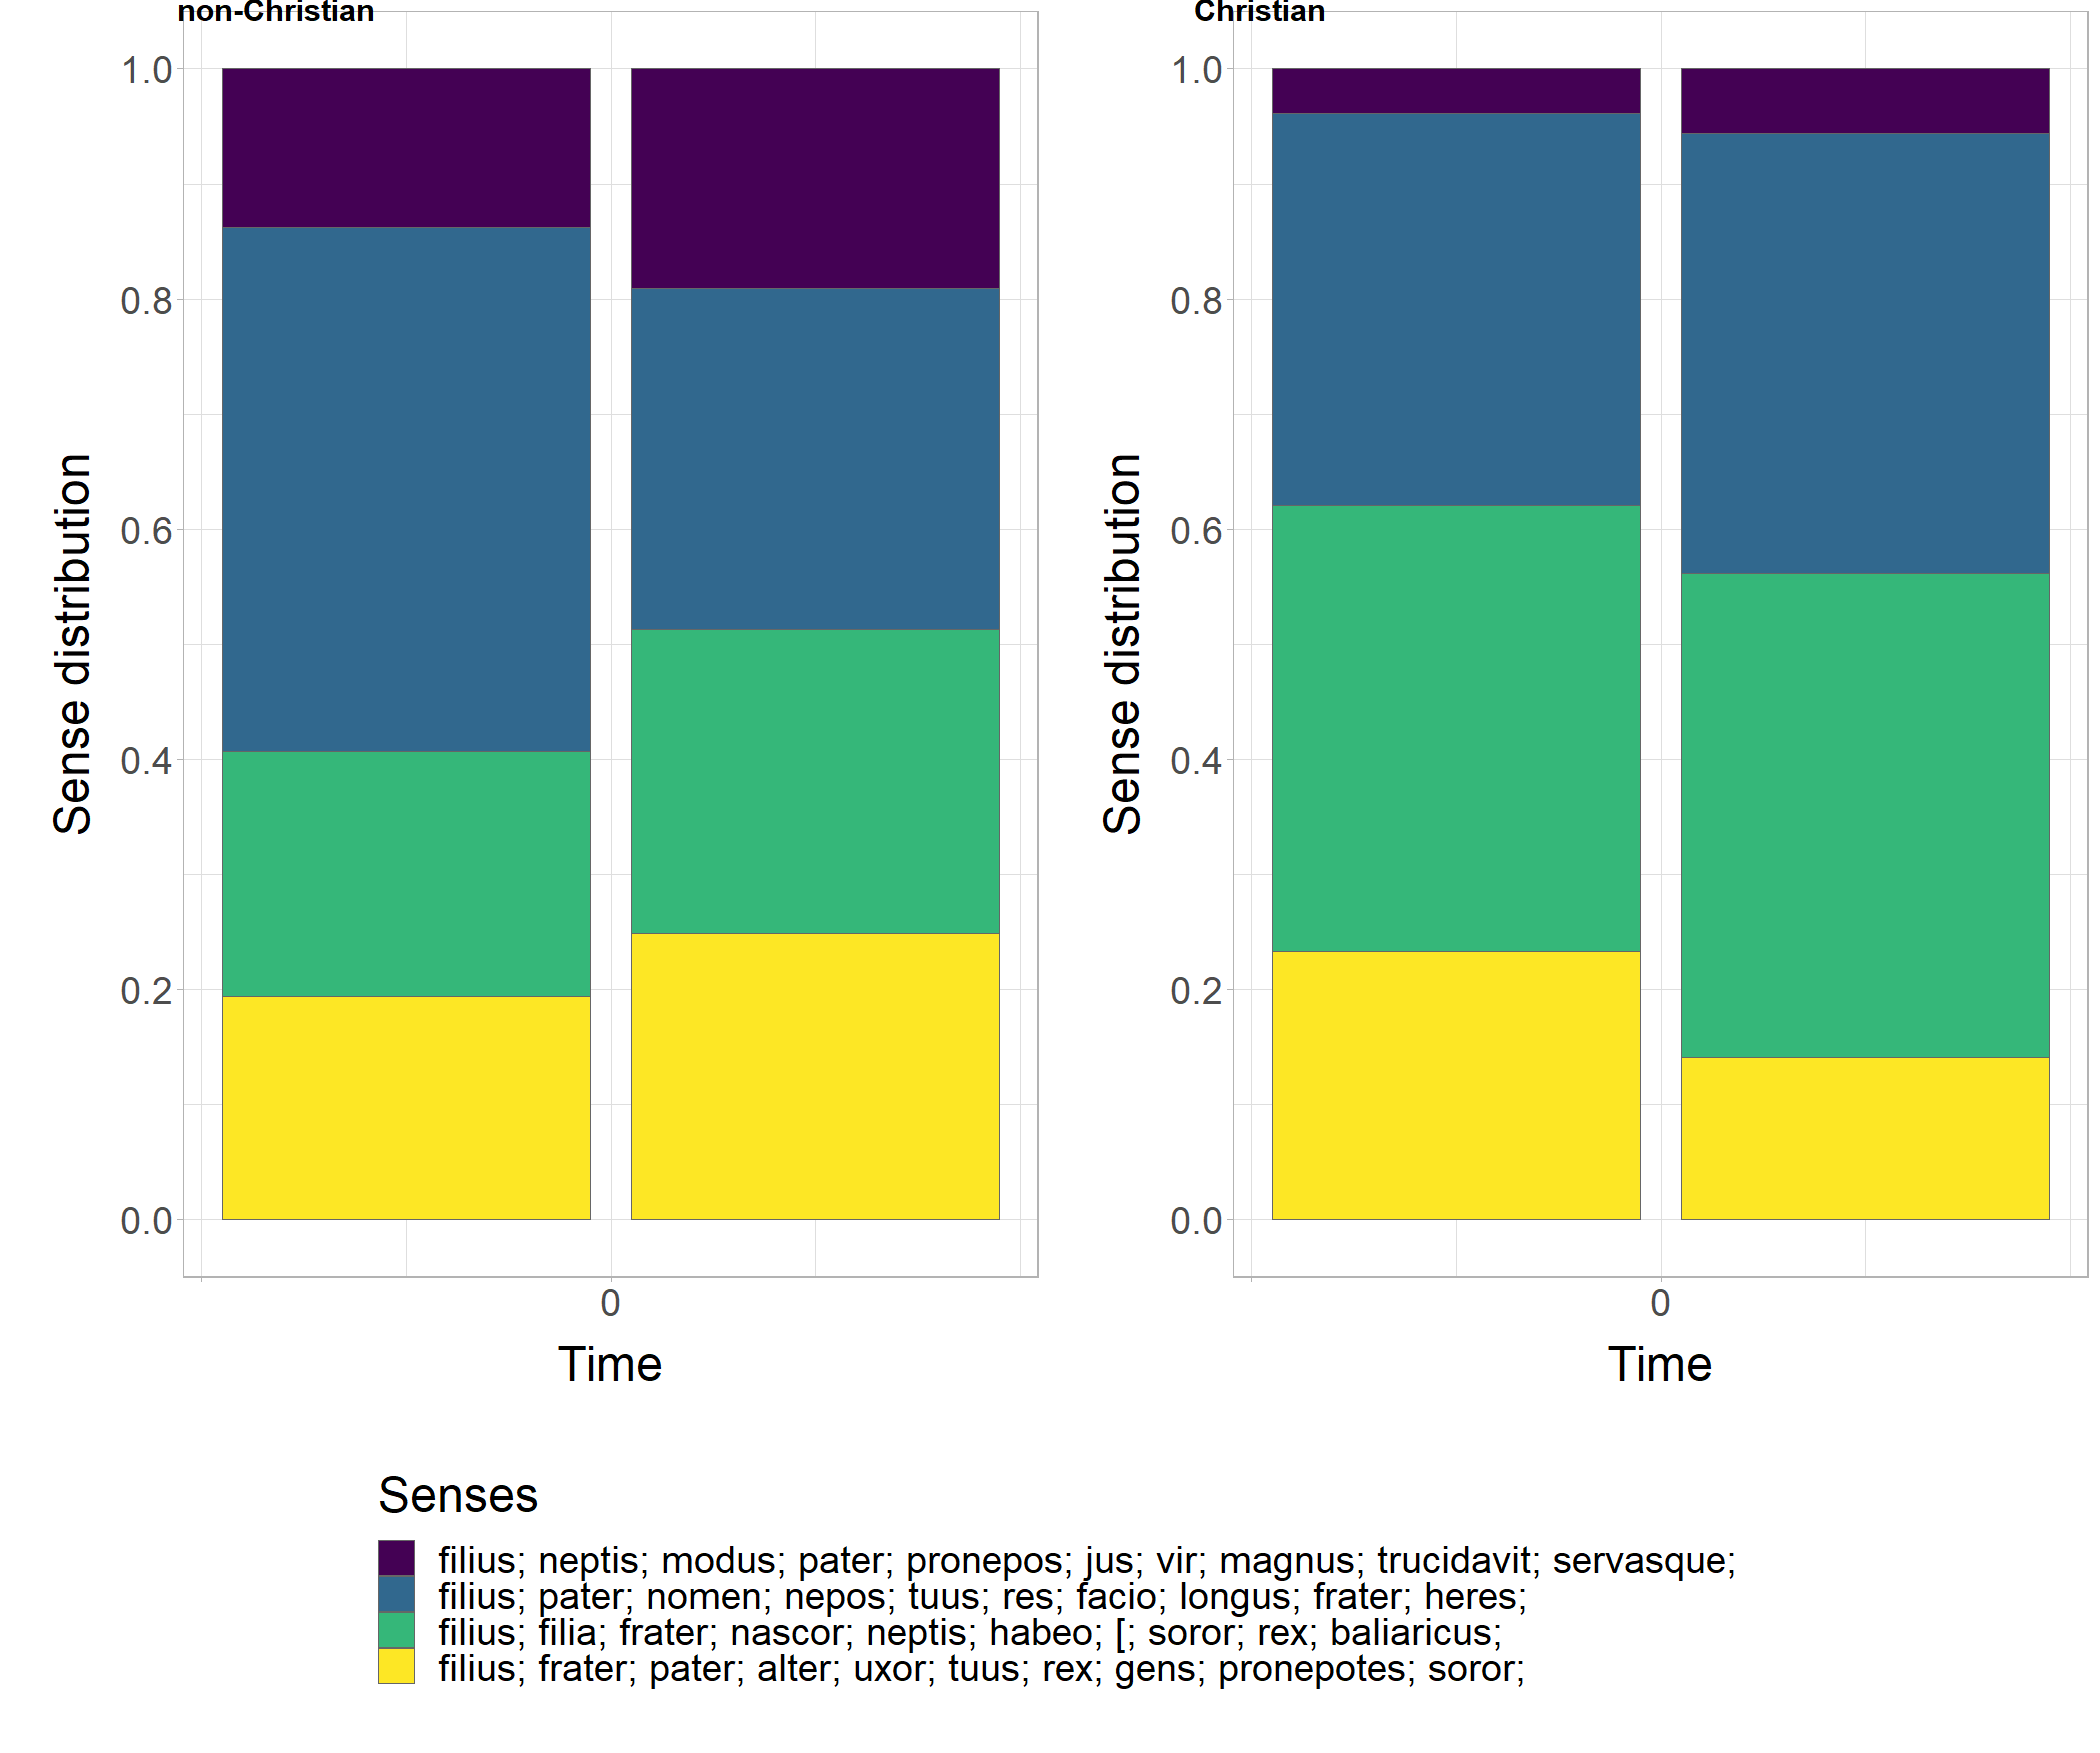 non-Christian
1.0
0.8
0.6
0.4
0.2
0.0
Sense distribution
0
Time
Christian
1.0
0.8
0.6
0.4
0.2
0.0
Sense distribution
0
Time
Senses
filius; neptis; modus; pater; pronepos; jus; vir; magnus; trucidavit; servasque;
filius; pater; nomen; nepos; tuus; res; facio; longus; frater; heres;
filius; filia; frater; nascor; neptis; habeo; [; soror; rex; baliaricus;
filius; frater; pater; alter; uxor; tuus; rex; gens; pronepotes; soror;